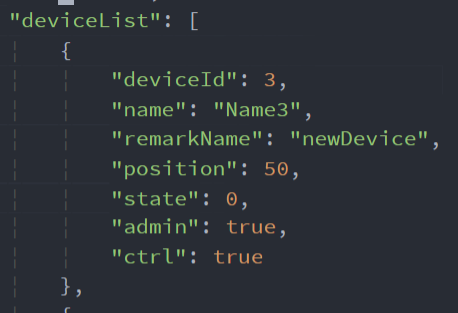 "deviceList": [
{
"deviceId": 3,
"name": "Name3",
"remarkName": "newDevice",
"position": 50,
"state": 0,
"admin": true,
"ctrl": true
},